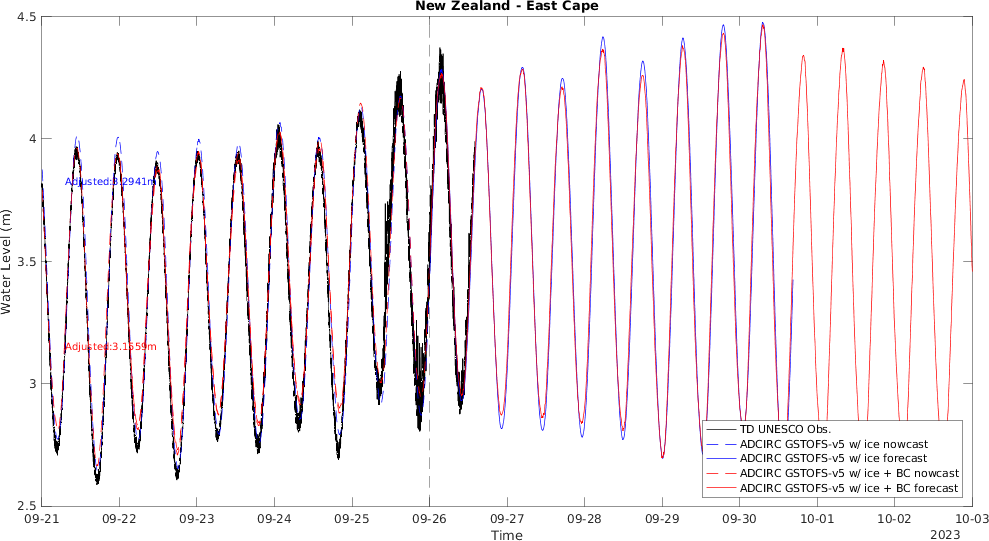 New Zealand - East Cape
4.5
4
3.5
3
2.5
Water Level (m)
Adjusted:3.2941m
Adjusted:3.1559m
TD UNESCO Obs.
ADCIRC GSTOFS-v5 w/ ice nowcast
ADCIRC GSTOFS-v5 w/ ice forecast
ADCIRC GSTOFS-v5 w/ ice + BC nowcast
ADCIRC GSTOFS-v5 w/ ice + BC forecast
09-21 09-22 09-23 09-24 09-25 09-26 09-27 09-28 09-29 09-30 10-01 10-02 10-03
Time
2023